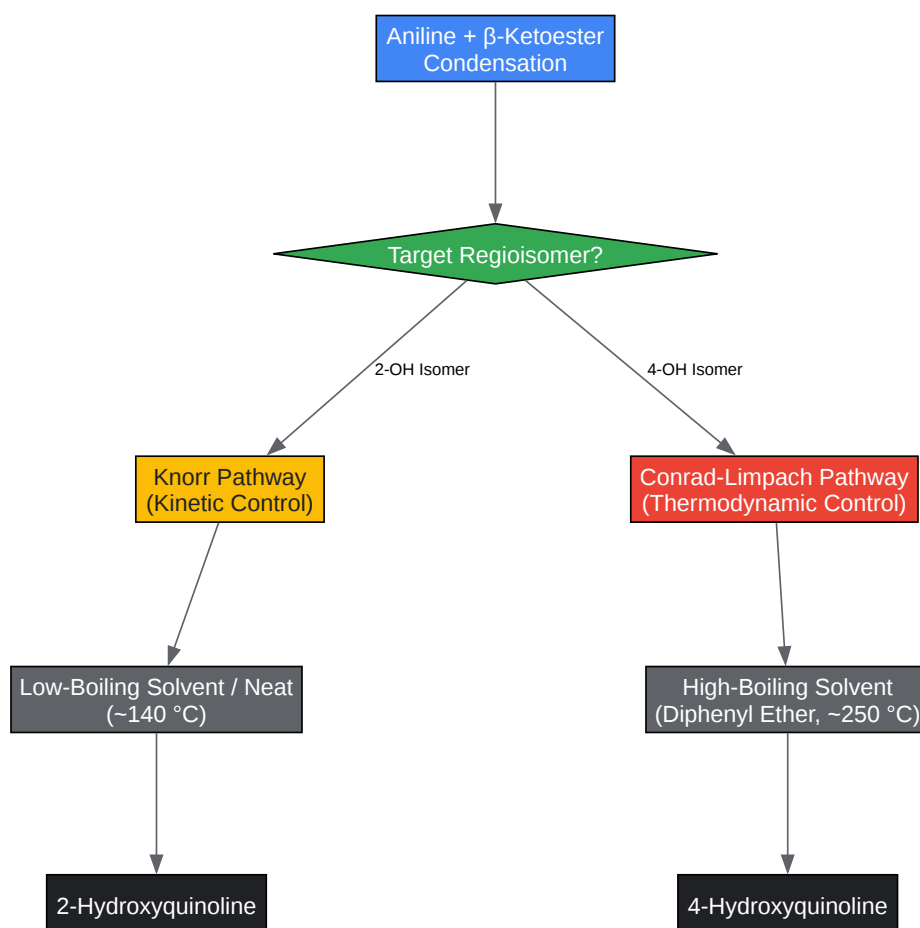 Aniline + β-Ketoester
Condensation
Target Regioisomer?
2-OH Isomer
4-OH Isomer
Knorr Pathway
(Kinetic Control)
Conrad-Limpach Pathway
(Thermodynamic Control)
Low-Boiling Solvent / Neat
(~140 °C)
High-Boiling Solvent
(Diphenyl Ether, ~250 °C)
2-Hydroxyquinoline
4-Hydroxyquinoline